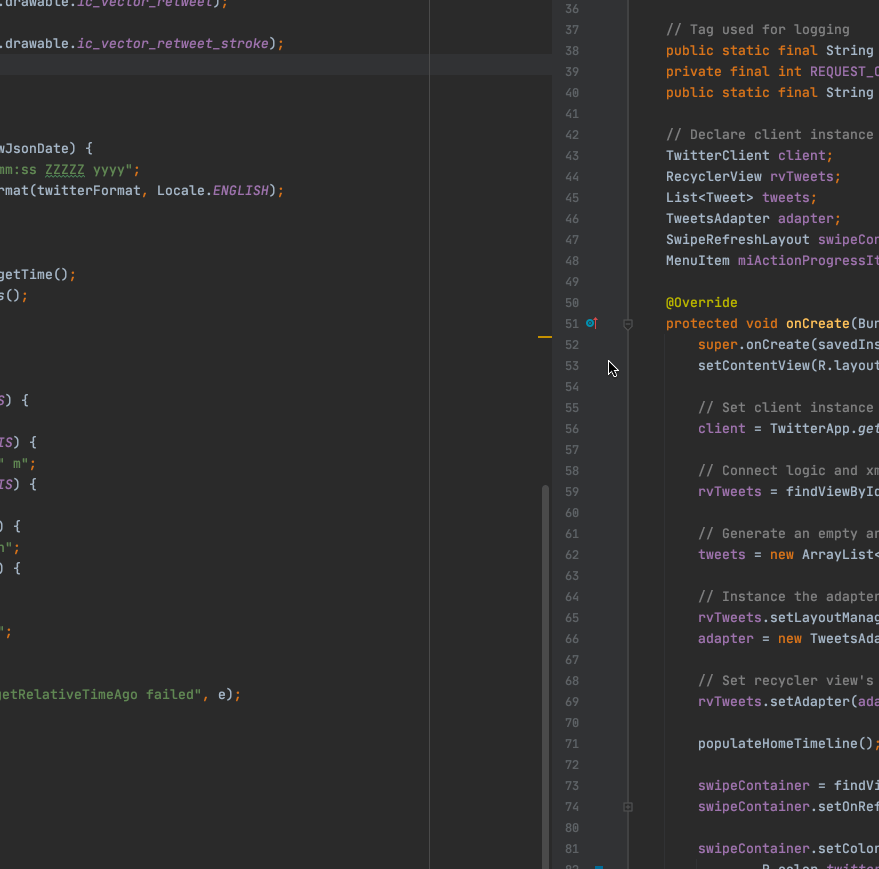 .drawable.ic_vector_retweet);
.drawable.ic_vector_retweet_stroke);
wJsonDate) {
mm:ss ZZZZZ yyyy";
rmat(twitterFormat, Locale.ENGLISH);
getTime();
s();
S) {
IS) {
" m";
IS) {
) {
h";
) {
";
getRelativeTimeAgo failed", e);
36
37 // Tag used for logging
38 public static final String
39 private final int REQUEST_C
40 public static final String
41
42 // Declare client instance
43 TwitterClient client;
44 RecyclerView rvTweets;
45 List<Tweet> tweets;
46 TweetsAdapter adapter;
47 SwipeRefreshLayout swipeCon
48 MenuItem miActionProgressIt
49
50 @Override
51 protected void onCreate(Bun
52 super.onCreate(savedIns
53 setContentView(R.layout
54
55 // Set client instance
56 client = TwitterApp.get
57
58 // Connect logic and xm
59 rvTweets = findViewById
60
61 // Generate an empty ar
62 tweets = new ArrayList<
63
64 // Instance the adapter
65 rvTweets.setLayoutManag
66 adapter = new TweetsAda
67
68 // Set recycler view's
69 rvTweets.setAdapter(ada
70
71 populateHomeTimeline();
72
73 swipeContainer = findVi
74 swipeContainer.setOnRef
80
81 swipeContainer.setColor
82 R.color.twitter